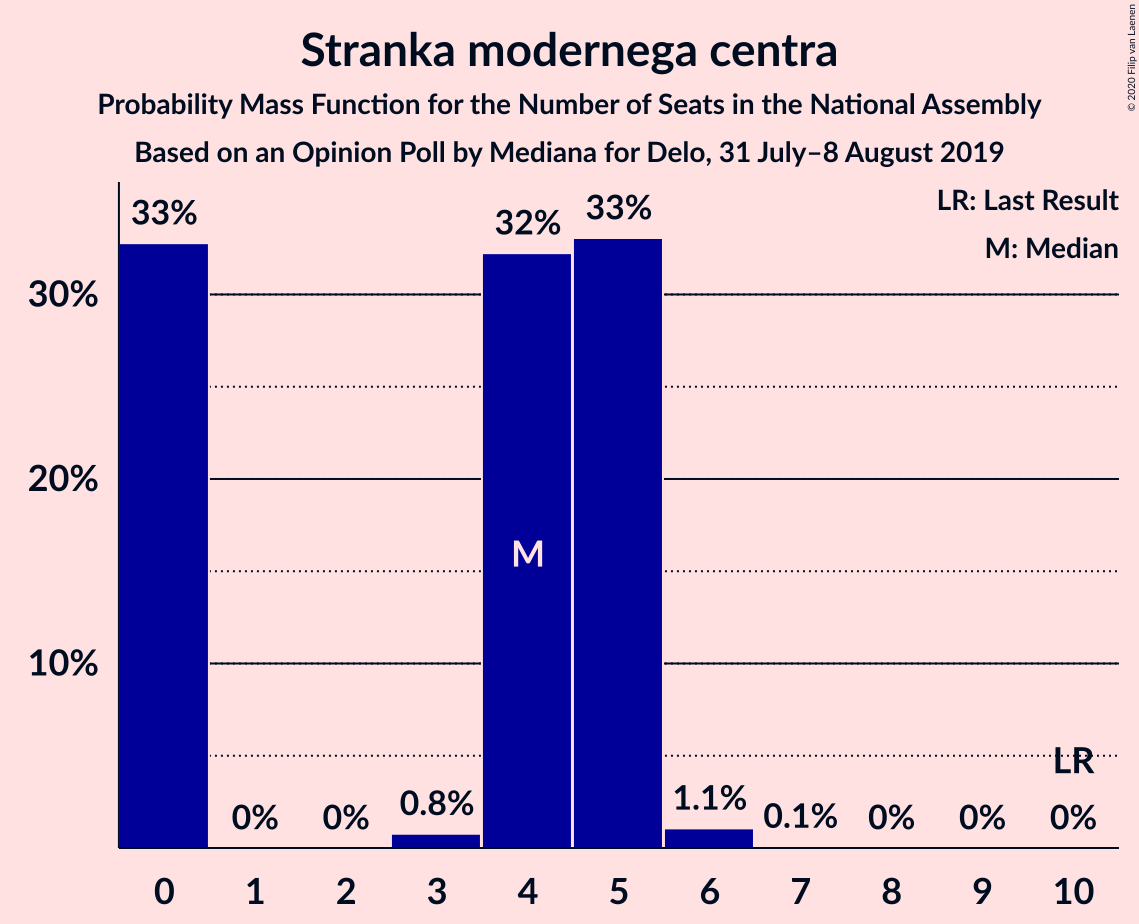 Stranka modernega centra
Probability Mass Function for the Number of Seats in the National Assembly
Based on an Opinion Poll by Mediana for Delo, 31 July–8 August 2019
© 2020 Filip van Laenen
LR: Last Result
M: Median
33%
32%
33%
30%
20%
M
10%
LR
0%
0%
0.8%
1.1%
0.1%
0%
0%
0%
0 1 2 3 4 5 6 7 8 9 10